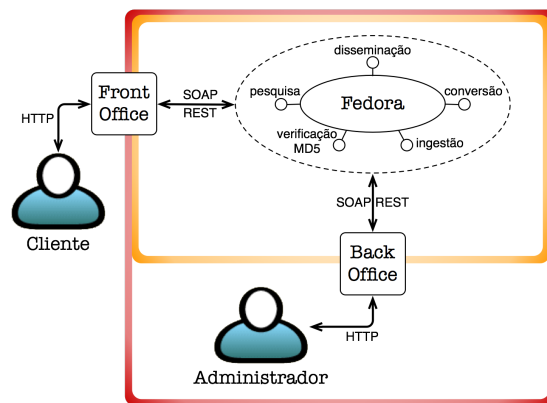 disseminação
pesquisa
Fedora
conversão
verificação
MD5
ingestão
Front
Office
SOAP
REST
HTTP
Cliente
SOAP REST
Back
Office
HTTP
Administrador